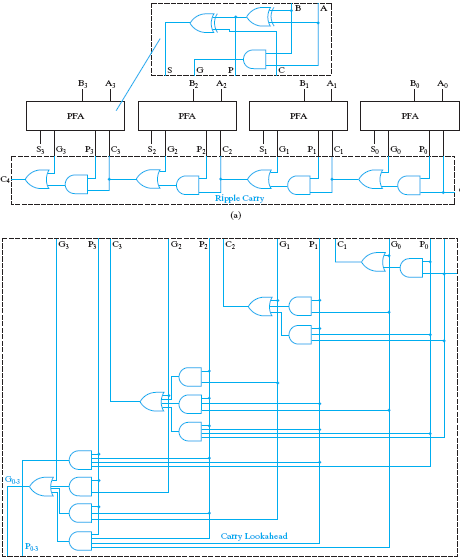 B A
S G P C
B3 A3 B2 A2 B1 A1 B0 A0
PFA PFA PFA PFA
S3 G3 P3 C3 S2 G2 P2 C2 S1 G1 P1 C1 S0 G0 P0
C4
Ripple Carry
(a)
G3 P3 C3 G2 P2 C2 G1 P1 C1 G0 P0
G0-3
Carry Lookahead
P0-3